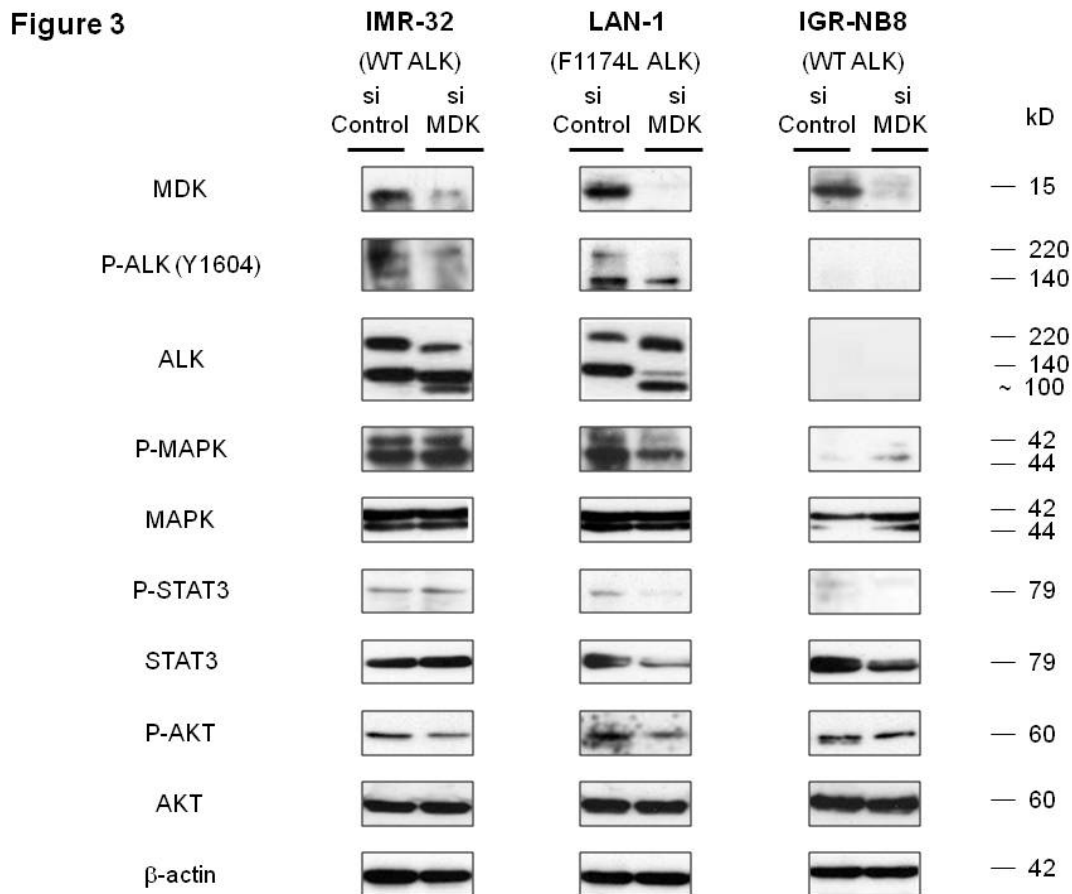 Figure 3
IMR-32 LAN-1 IGR-NB8
(WT ALK) (F1174L ALK) (WT ALK)
si si si si si si
Control MDK Control MDK Control MDK kD
MDK — 15
P-ALK (Y1604) — 220
— 140
ALK — 220
— 140
~ 100
P-MAPK — 42
— 44
MAPK — 42
— 44
P-STAT3 — 79
STAT3 — 79
P-AKT — 60
AKT — 60
β-actin — 42